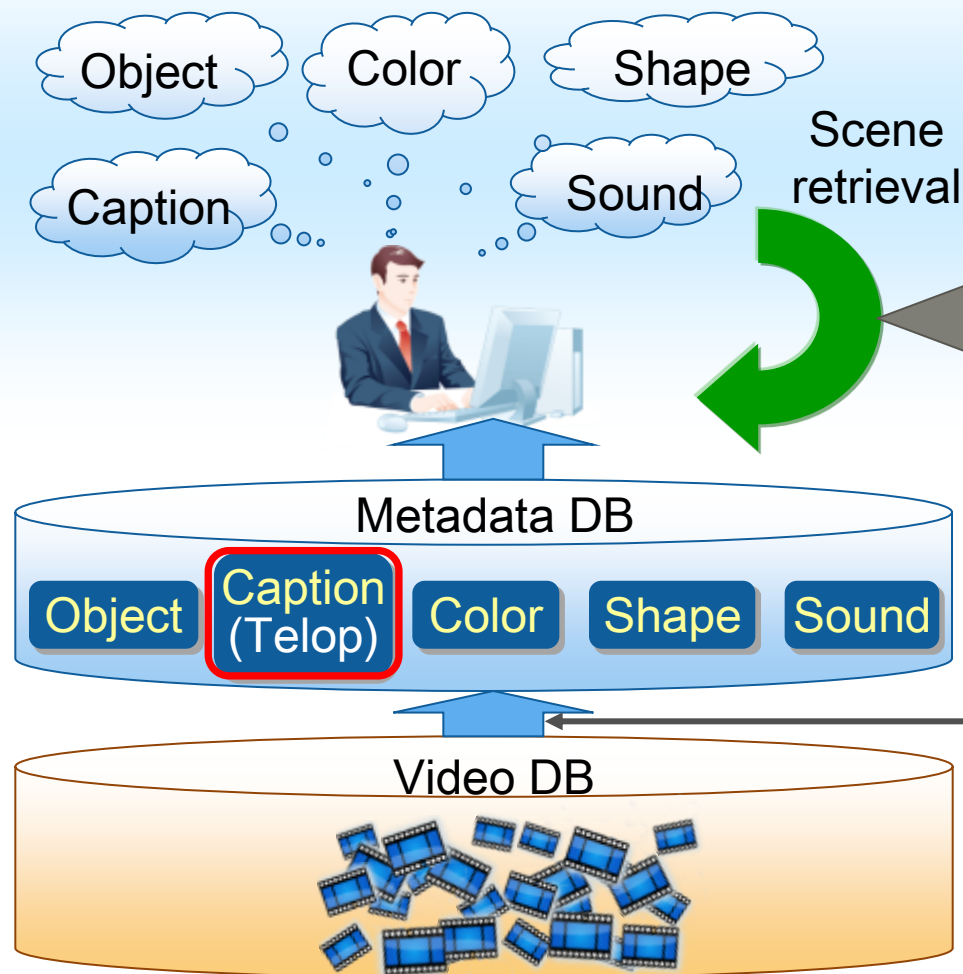 Object
Color
Shape
Scene
retrieval
Caption
Sound
Metadata DB
Object
Caption
(Telop)
Color
Shape
Sound
Video DB